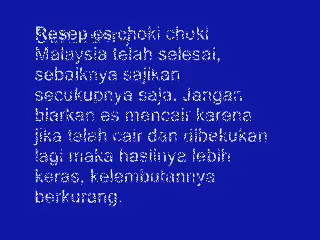 Resep es choki choki
Malaysia telah selesai,
sebaiknya sajikan
secukupnya saja. Jangan
biarkan es mencair karena
jika telah cair dan dibekukan
lagi maka hasilnya lebih
keras, kelembutannya
berkurang.